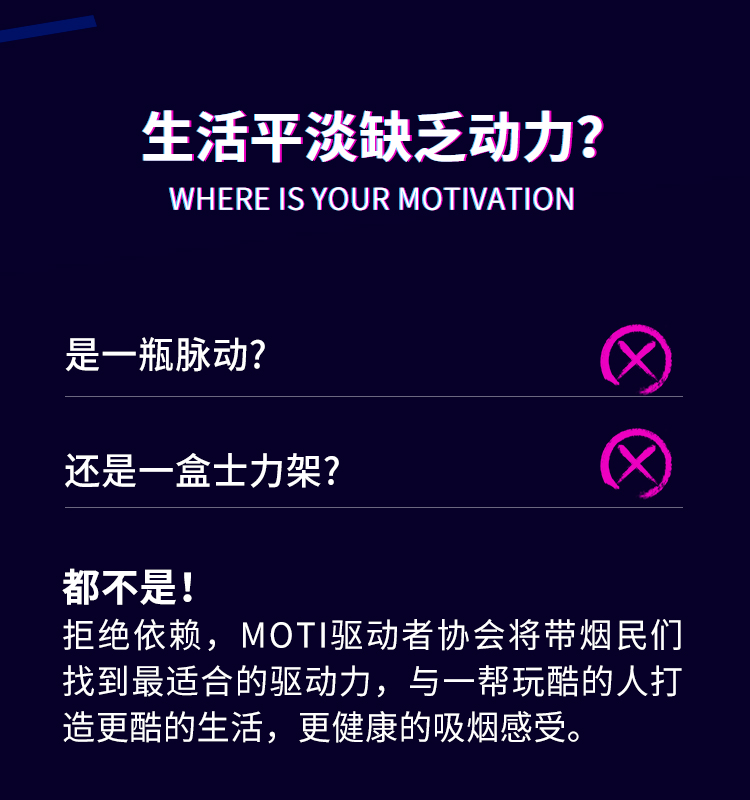 生活平淡缺乏动力？
WHERE IS YOUR MOTIVATION
是一瓶脉动?
还是一盒士力架?
都不是！
拒绝依赖，MOTI驱动者协会将带烟民们
找到最适合的驱动力，与一帮玩酷的人打
造更酷的生活，更健康的吸烟感受。